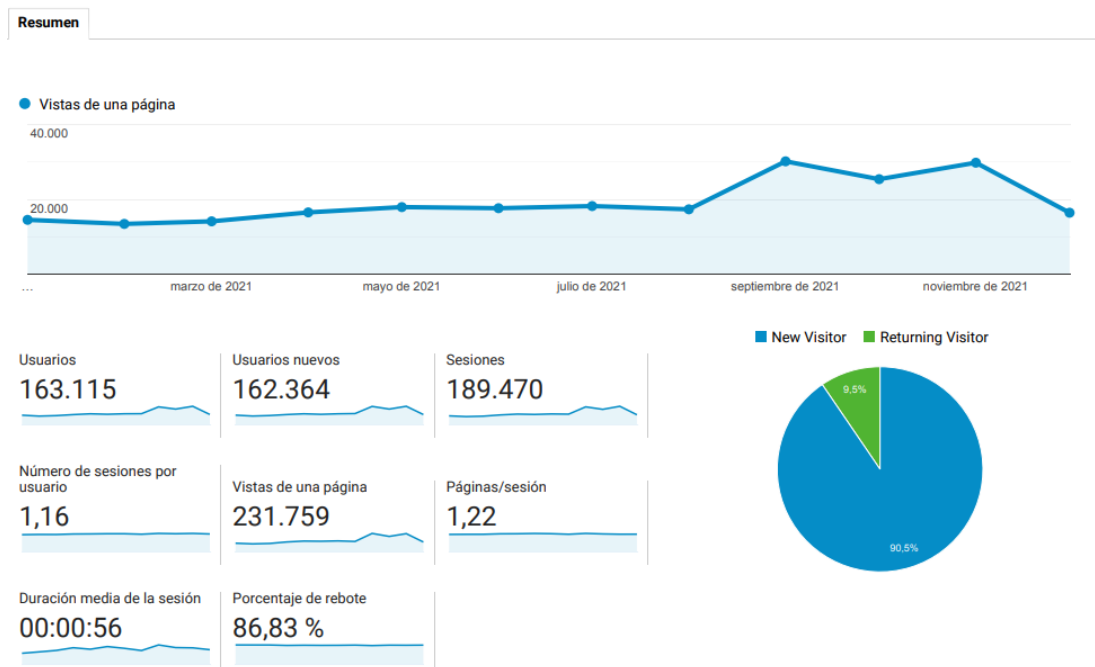 Resumen
Vistas de una página
40.000
20.000
...
marzo de 2021
mayo de 2021
julio de 2021
septiembre de 2021
noviembre de 2021
New Visitor
Returning Visitor
Usuarios
163.115
Usuarios nuevos
162.364
Sesiones
189.470
Número de sesiones por
usuario
1,16
Vistas de una página
231.759
Páginas/sesión
1,22
Duración media de la sesión
00:00:56
Porcentaje de rebote
86,83 %
9,5%
90,5%